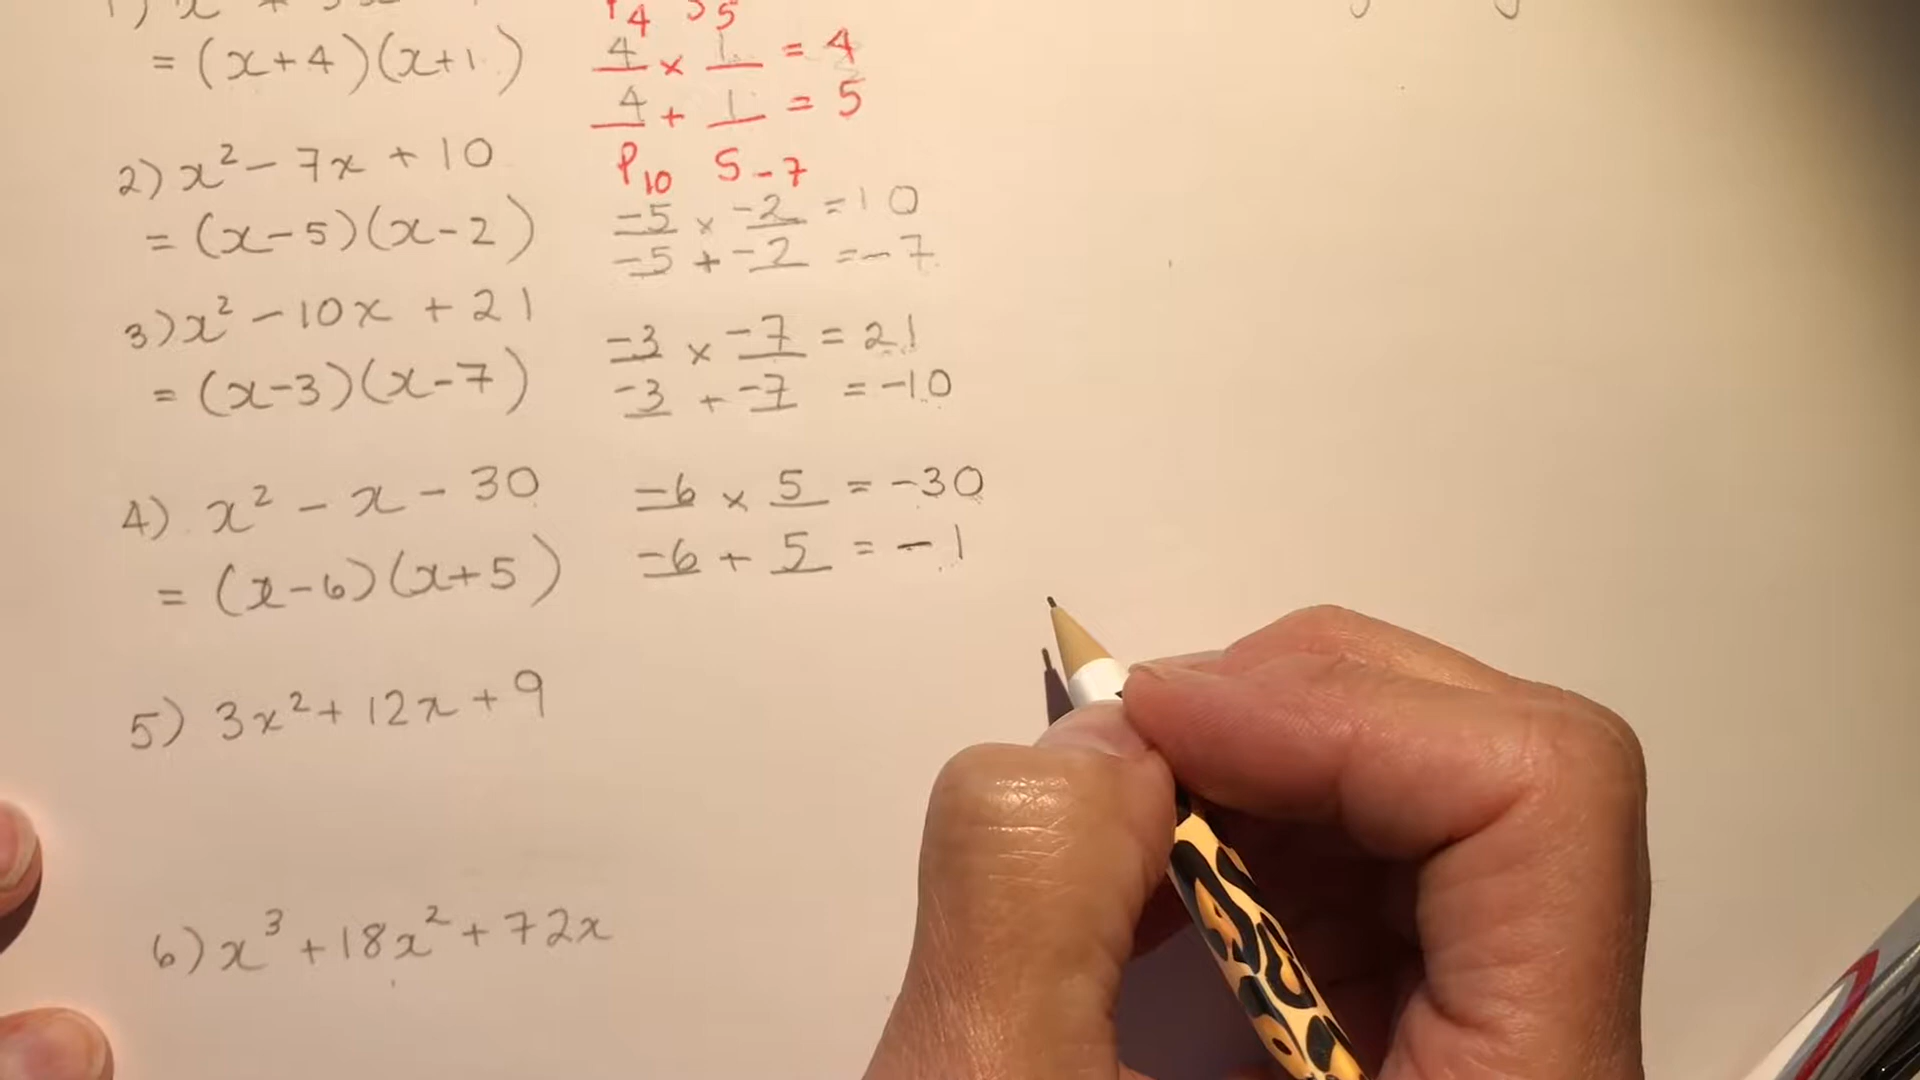 = (x+4)(x+1)
4 × 1 = 4
4 + 1 = 5
2) x² - 7x + 10
P10 S-7
= (x-5)(x-2)
-5 × -2 = 10
-5 + -2 = -7
3) x² - 10x + 21
= (x-3)(x-7)
-3 × -7 = 21
-3 + -7 = -10
4) x² - x - 30
= (x-6)(x+5)
-6 × 5 = -30
-6 + 5 = -1
5) 3x² + 12x + 9
6) x³ + 18x² + 72x